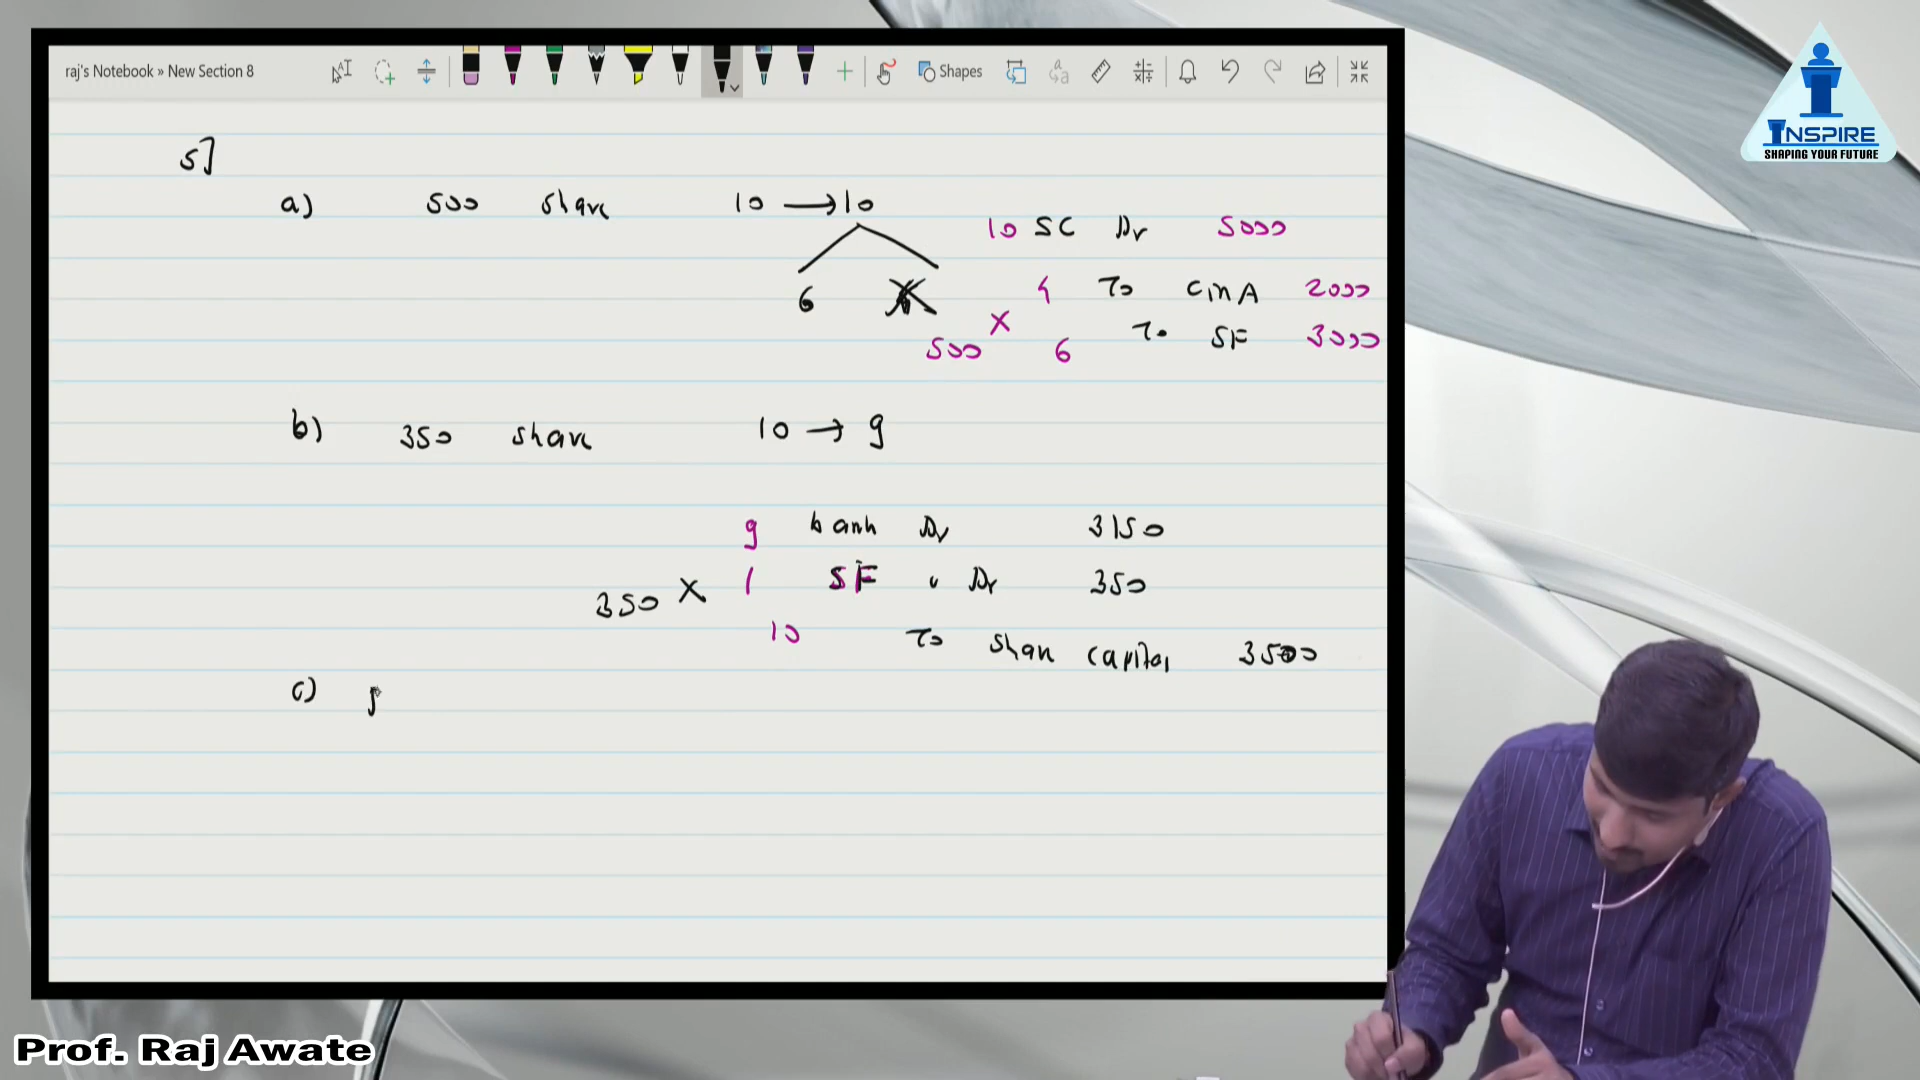 raj's Notebook » New Section 8
Shapes
INSPIRE
SHAPING YOUR FUTURE
5]
a) 500 share 10 → 10
6
10 SC Dr 5000
4 To CinA 2000
500 X 6 To SF 3000
b) 350 share 10 → 9
9 bank Dr 3150
350 X 1 SF Dr 350
10 To Share capital 3500
c)
Prof. Raj Awate